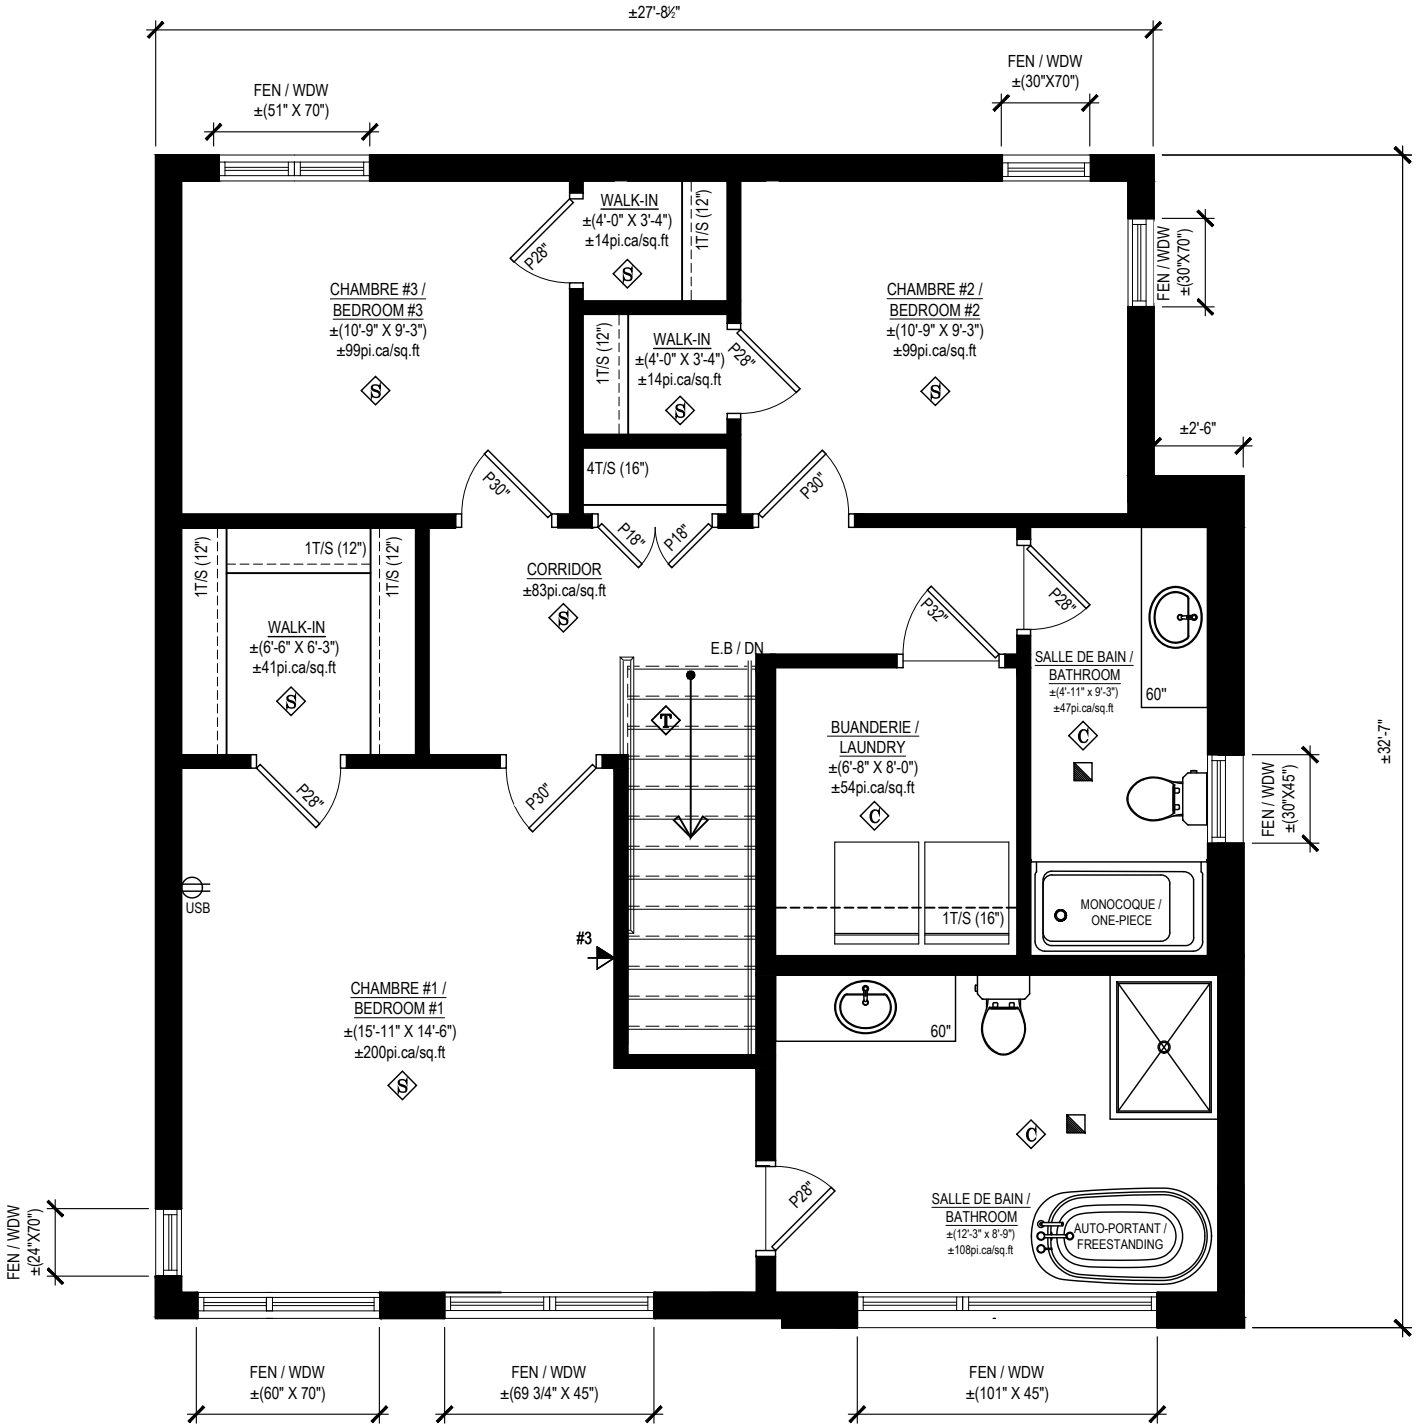 ±27'-8½"
FEN / WDW
±(51" X 70")
FEN / WDW
±(30"X70")
WALK-IN
±(4'-0" X 3'-4")
±14pi.ca/sq.ft
S
1T/S (12")
P28"
CHAMBRE #3 /
BEDROOM #3
±(10'-9" X 9'-3")
±99pi.ca/sq.ft
S
WALK-IN
±(4'-0" X 3'-4")
±14pi.ca/sq.ft
S
1T/S (12")
P28"
CHAMBRE #2 /
BEDROOM #2
±(10'-9" X 9'-3")
±99pi.ca/sq.ft
S
FEN / WDW
±(30"X70")
±2'-6"
4T/S (16")
P30"
P18"
P18"
P30"
1T/S (12")
1T/S (12")
1T/S (12")
WALK-IN
±(6'-6" X 6'-3")
±41pi.ca/sq.ft
S
CORRIDOR
±83pi.ca/sq.ft
S
P32"
P28"
E.B / DN
T
SALLE DE BAIN /
BATHROOM
±(4'-11" x 9'-3")
±47pi.ca/sq.ft
C
60"
BUANDERIE /
LAUNDRY
±(6'-8" X 8'-0")
±54pi.ca/sq.ft
C
1T/S (16")
FEN / WDW
±(30"X45")
±32'-7"
P28"
P30"
USB
#3
MONOCOQUE /
ONE-PIECE
CHAMBRE #1 /
BEDROOM #1
±(15'-11" X 14'-6")
±200pi.ca/sq.ft
S
60"
C
P28"
SALLE DE BAIN /
BATHROOM
±(12'-3" x 8'-9")
±108pi.ca/sq.ft
AUTO-PORTANT /
FREESTANDING
FEN / WDW
±(24"X70")
FEN / WDW
±(60" X 70")
FEN / WDW
±(69 3/4" X 45")
FEN / WDW
±(101" X 45")